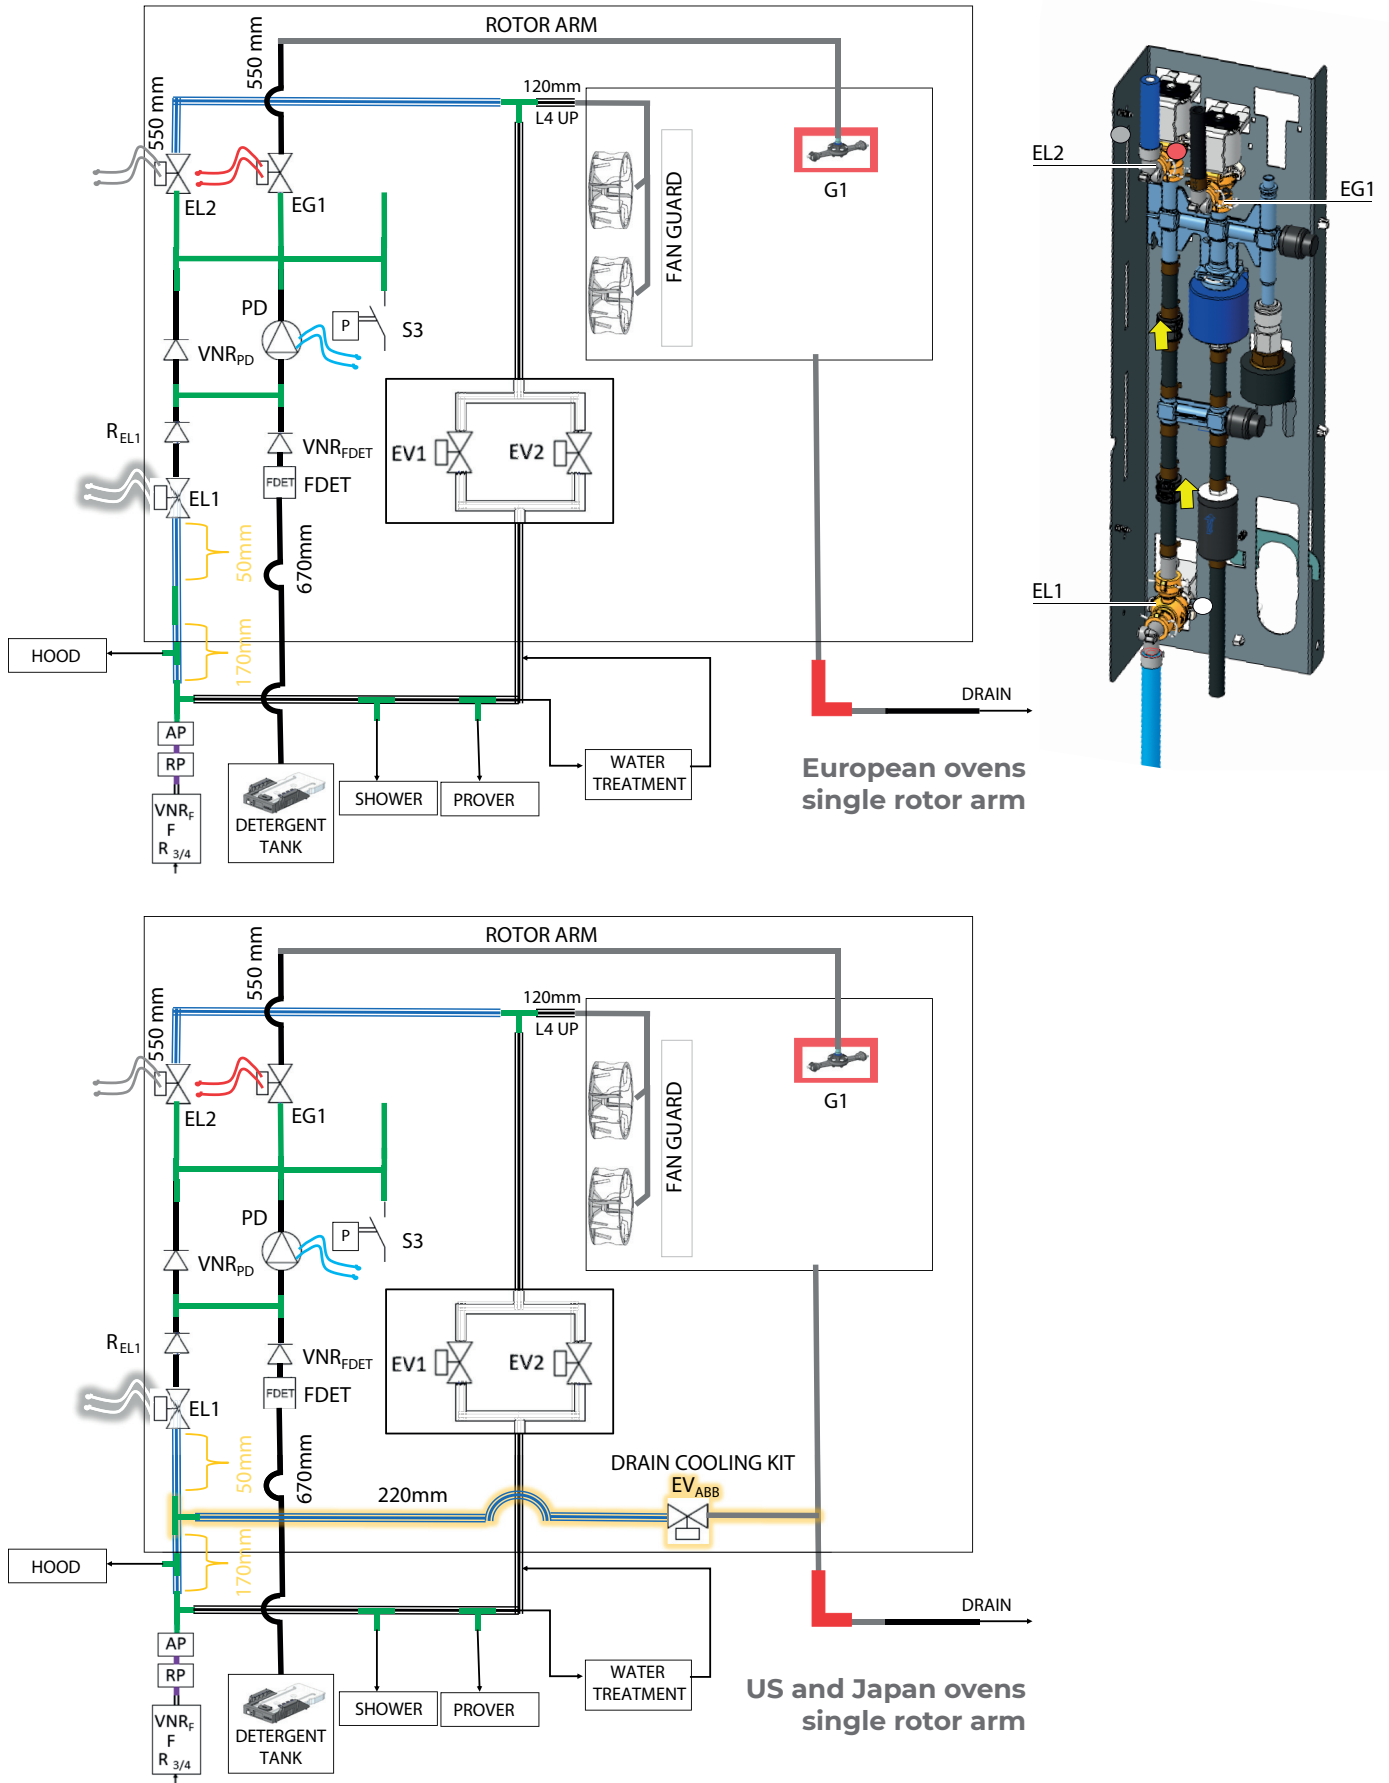 ROTOR ARM
550 mm
550 mm
120mm
L4 UP
EL2
EG1
G1
FAN GUARD
PD
P
S3
VNRPD
REL1
VNRFDET
FDET
FDET
EV1
EV2
EL1
50mm
670mm
170mm
HOOD
AP
RP
VNRF
F
R 3/4
DETERGENT
TANK
SHOWER
PROVER
WATER
TREATMENT
DRAIN
European ovens
single rotor arm
EL2
EG1
EL1
ROTOR ARM
550 mm
550 mm
120mm
L4 UP
EL2
EG1
G1
FAN GUARD
PD
P
S3
VNRPD
REL1
VNRFDET
FDET
FDET
EV1
EV2
EL1
50mm
670mm
DRAIN COOLING KIT
EVABB
220mm
170mm
HOOD
AP
RP
VNRF
F
R 3/4
DETERGENT
TANK
SHOWER
PROVER
WATER
TREATMENT
DRAIN
US and Japan ovens
single rotor arm